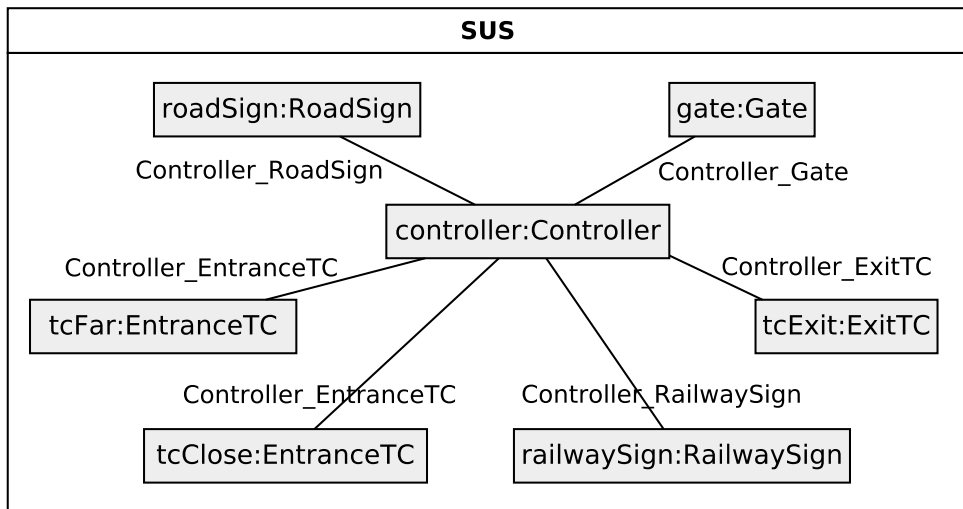 SUS
roadSign:RoadSign
gate:Gate
Controller_RoadSign
Controller_Gate
controller:Controller
Controller_EntranceTC
Controller_ExitTC
tcFar:EntranceTC
tcExit:ExitTC
Controller_EntranceTC
Controller_RailwaySign
tcClose:EntranceTC
railwaySign:RailwaySign